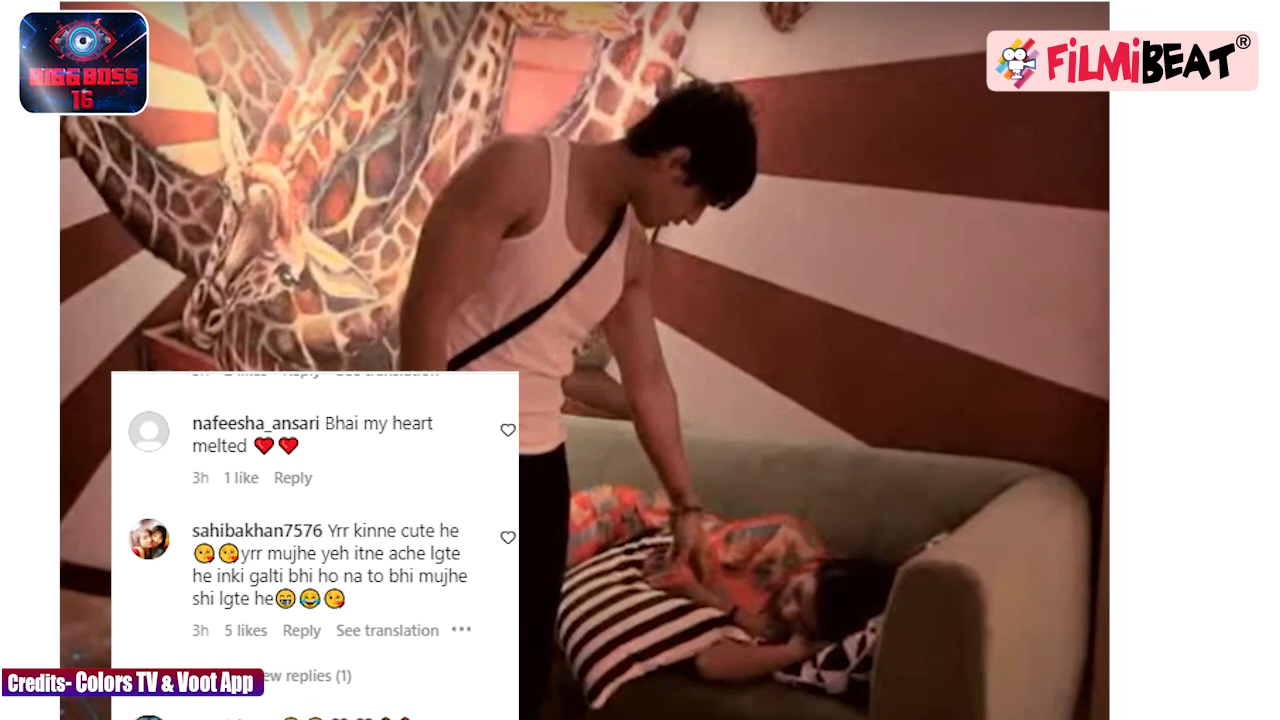 BIGG BOSS
16
FiLMiBEAT®
nafeesha_ansari Bhai my heart
melted ❤️❤️
3h 1 like Reply
sahibakhan7576 Yrr kinne cute he
😘😘yrr mujhe yeh itne ache lgte
he inki galti bhi ho na to bhi mujhe
shi lgte he😁😂😘
3h 5 likes Reply See translation •••
replies (1)
Credits- Colors TV & Voot App